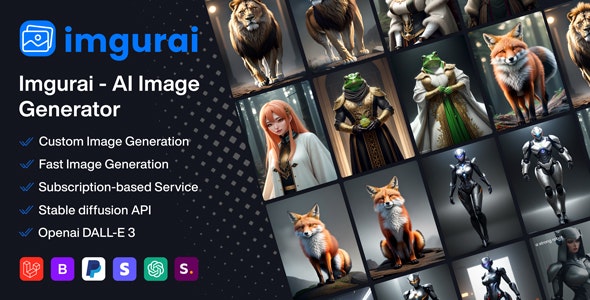 imgurai
Imgurai - AI Image
Generator
Custom Image Generation
Fast Image Generation
Subscription-based Service
Stable diffusion API
Openai DALL-E 3
B
S
S.
a strong